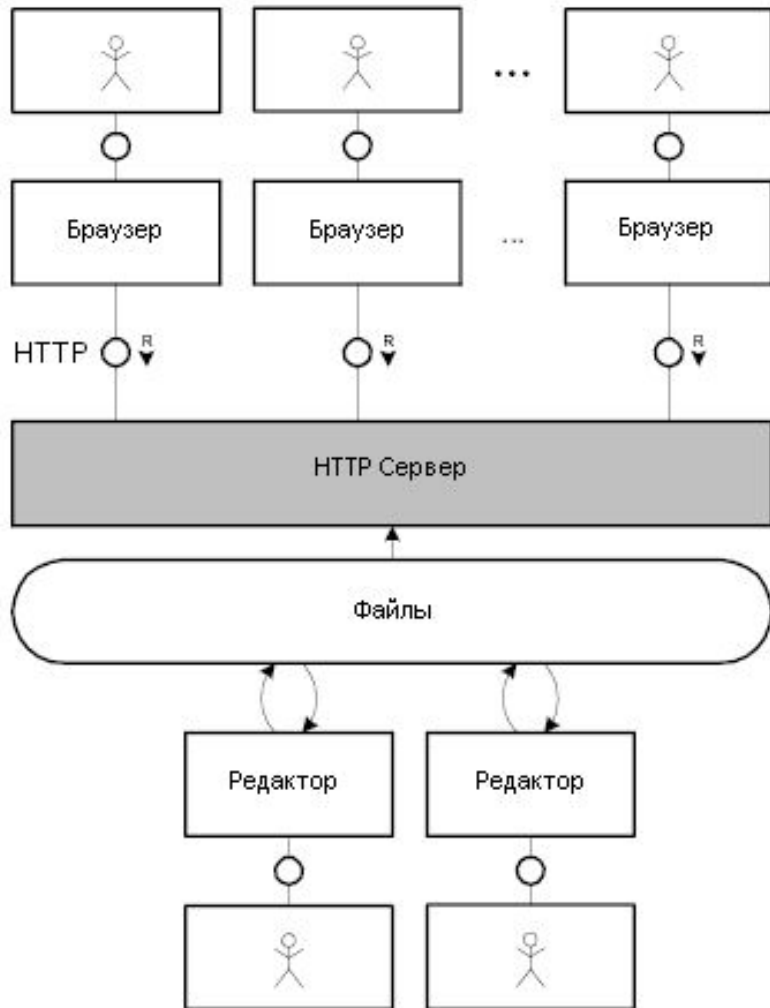 ...
Браузер
Браузер
...
Браузер
HTTP
R
R
R
HTTP Сервер
Файлы
Редактор
Редактор